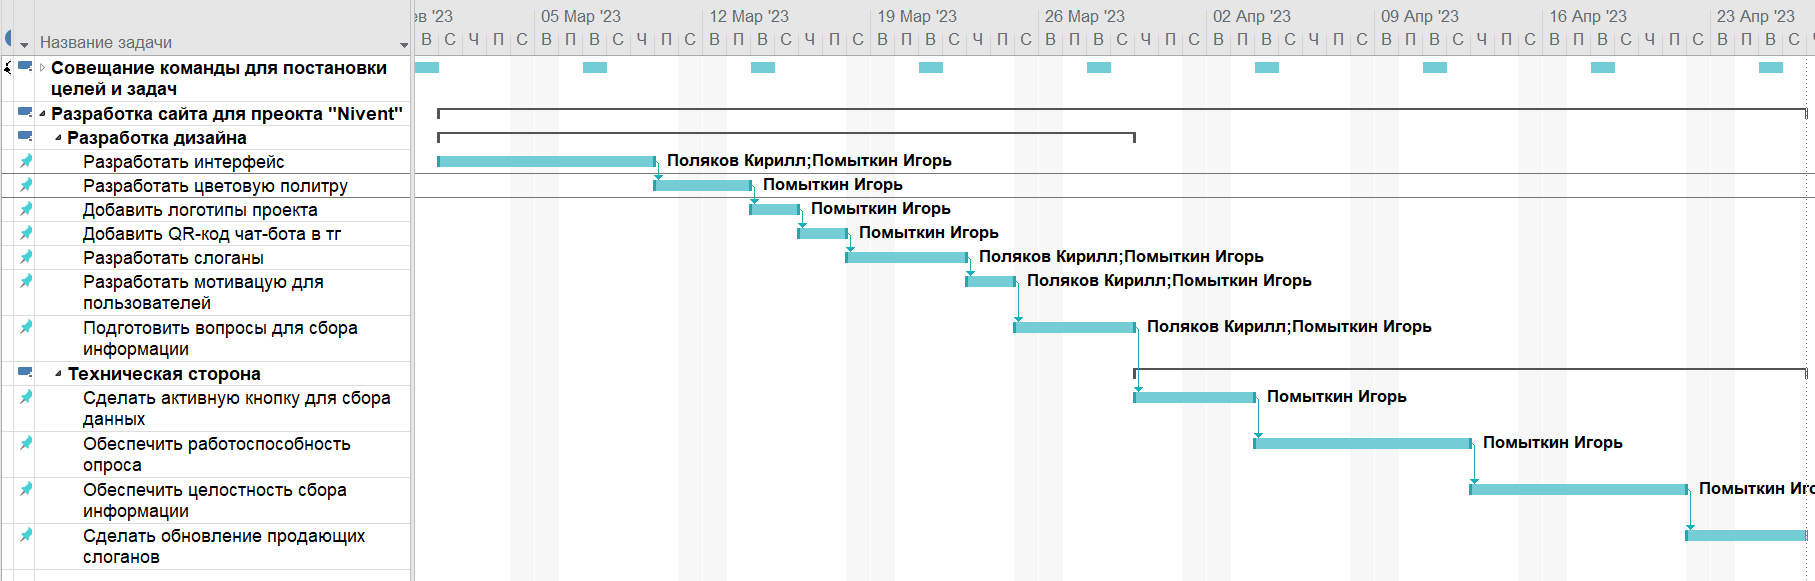 ев '23 05 Мар '23 12 Мар '23 19 Мар '23 26 Мар '23 02 Апр '23 09 Апр '23 16 Апр '23 23 Апр '23
Название задачи В С Ч П С В П В С Ч П С В П В С Ч П С В П В С Ч П С В П В С Ч П С В П В С Ч П С В П В С Ч П С В П В С Ч П С В П В С
Совещание команды для постановки
целей и задач
Разработка сайта для преокта "Nivent"
Разработка дизайна
Разработать интерфейс Поляков Кирилл;Помыткин Игорь
Разработать цветовую политру Помыткин Игорь
Добавить логотипы проекта Помыткин Игорь
Добавить QR-код чат-бота в тг Помыткин Игорь
Разработать слоганы Поляков Кирилл;Помыткин Игорь
Разработать мотивацую для Поляков Кирилл;Помыткин Игорь
пользователей
Подготовить вопросы для сбора Поляков Кирилл;Помыткин Игорь
информации
Техническая сторона
Сделать активную кнопку для сбора Помыткин Игорь
данных
Обеспечить работоспособность Помыткин Игорь
опроса
Обеспечить целостность сбора Помыткин Иго
информации
Сделать обновление продающих
слоганов